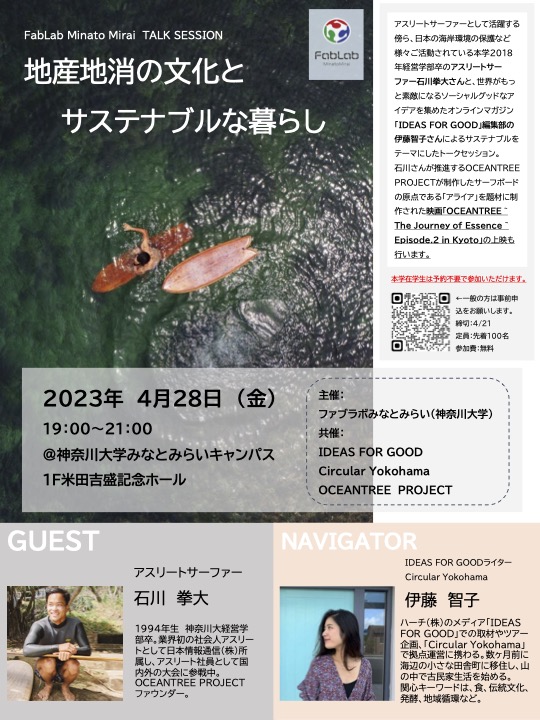 FabLab Minato Mirai TALK SESSION
地産地消の文化と
サステナブルな暮らし
FabLab
MinatoMirai
アスリートサーファーとして活躍する
傍ら、日本の海岸環境の保護など
様々ご活動されている本学2018
年経営学部卒のアスリートサー
ファー石川拳大さんと、世界がもっ
と素敵になるソーシャルグッドなア
イデアを集めたオンラインマガジン
「IDEAS FOR GOOD」編集部の
伊藤智子さんによるサステナブルを
テーマにしたトークセッション。
石川さんが推進するOCEANTREE
PROJECTが制作したサーフボード
の原点である「アライア」を題材に制
作された映画「OCEANTREE ~
The Journey of Essence ~
Episode.2 in Kyoto」の上映も
行います。
本学在学生は予約不要で参加いただけます。
←一般の方は事前申
込をお願いします。
締切:4/21
定員:先着100名
参加費:無料
2023年 4月28日（金）
19:00〜21:00
@神奈川大学みなとみらいキャンパス
1F米田吉盛記念ホール
主催:
ファブラボみなとみらい（神奈川大学）
共催:
IDEAS FOR GOOD
Circular Yokohama
OCEANTREE PROJECT
GUEST
アスリートサーファー
石川 拳大
1994年生 神奈川大経営学
部卒。業界初の社会人アスリー
トとして日本情報通信（株）所
属し、アスリート社員として国
内外の大会に参戦中。
OCEANTREE PROJECT
ファウンダー。
NAVIGATOR
IDEAS FOR GOODライター
Circular Yokohama
伊藤 智子
ハーチ（株）のメディア「IDEAS
FOR GOOD」での取材やツアー
企画、「Circular Yokohama」
で拠点運営に携わる。数ヶ月前に
海辺の小さな田舎町に移住し、山
の中で古民家生活を始める。
関心キーワードは、食、伝統文化、
発酵、地域循環など。